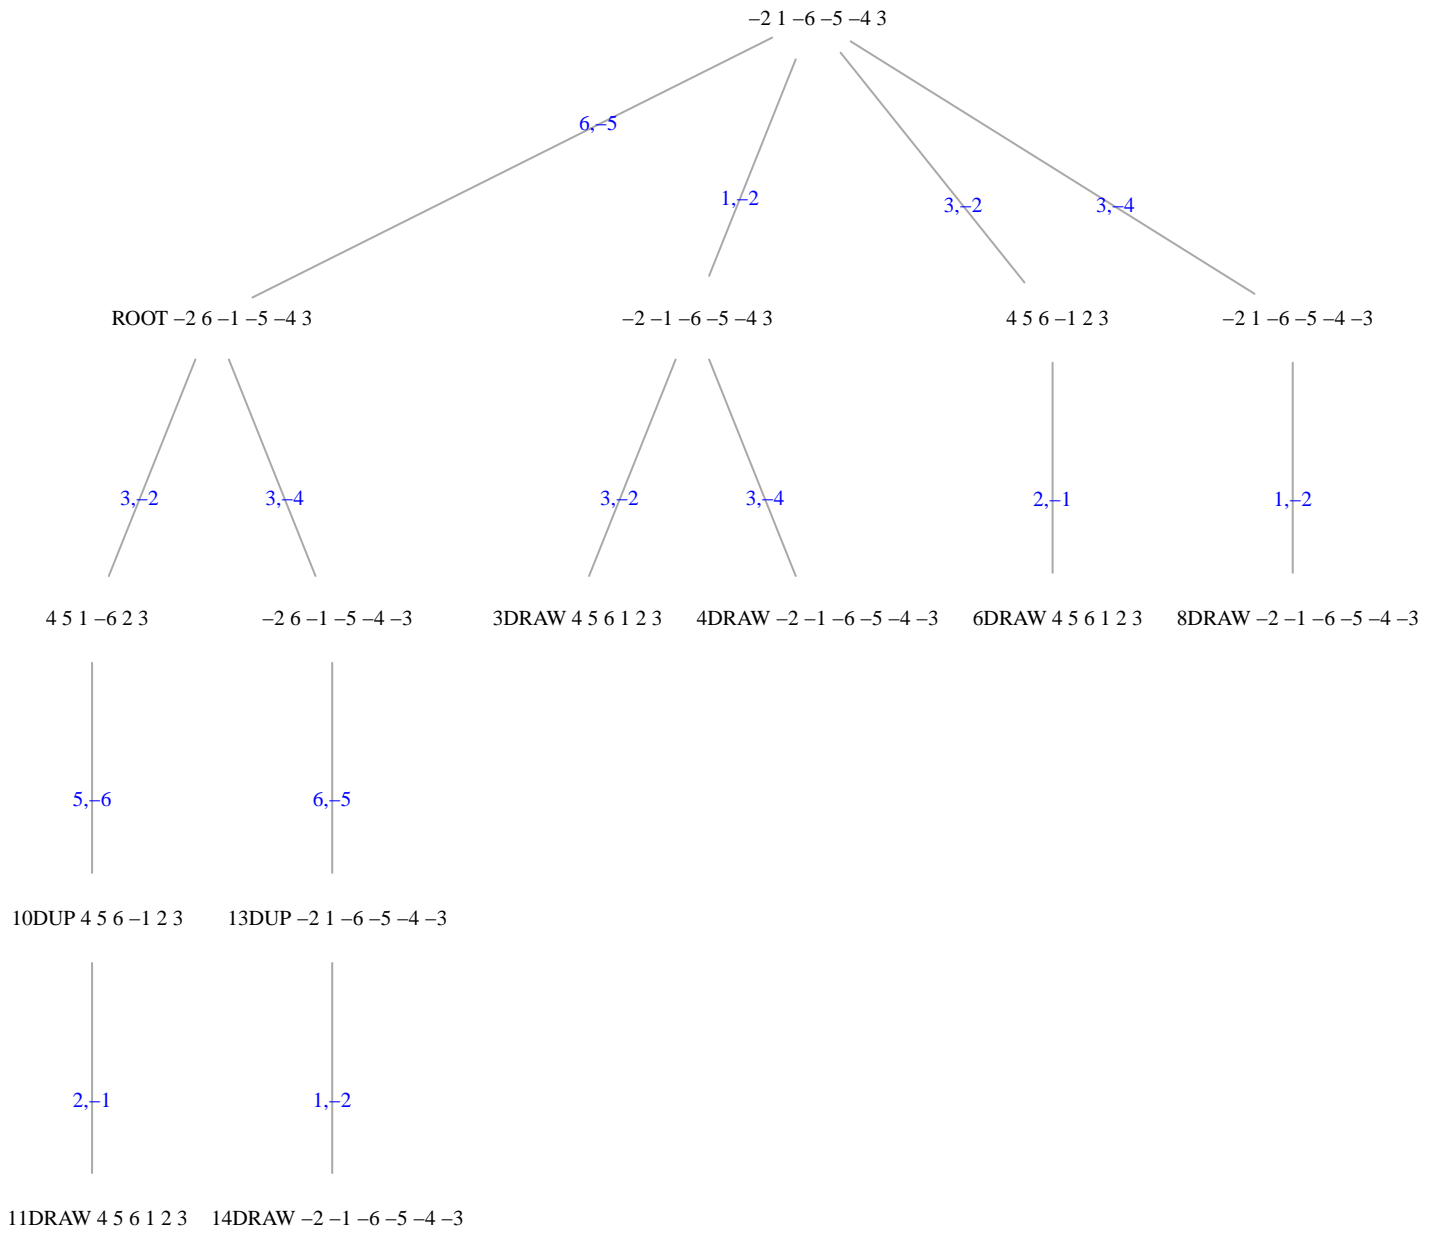 −2 1 −6 −5 −4 3
6,−5
1,−2
3,−2
3,−4
ROOT −2 6 −1 −5 −4 3
−2 −1 −6 −5 −4 3
4 5 6 −1 2 3
−2 1 −6 −5 −4 −3
3,−2
3,−4
3,−2
3,−4
2,−1
1,−2
4 5 1 −6 2 3
−2 6 −1 −5 −4 −3
3DRAW 4 5 6 1 2 3
4DRAW −2 −1 −6 −5 −4 −3
6DRAW 4 5 6 1 2 3
8DRAW −2 −1 −6 −5 −4 −3
5,−6
6,−5
10DUP 4 5 6 −1 2 3
13DUP −2 1 −6 −5 −4 −3
2,−1
1,−2
11DRAW 4 5 6 1 2 3
14DRAW −2 −1 −6 −5 −4 −3